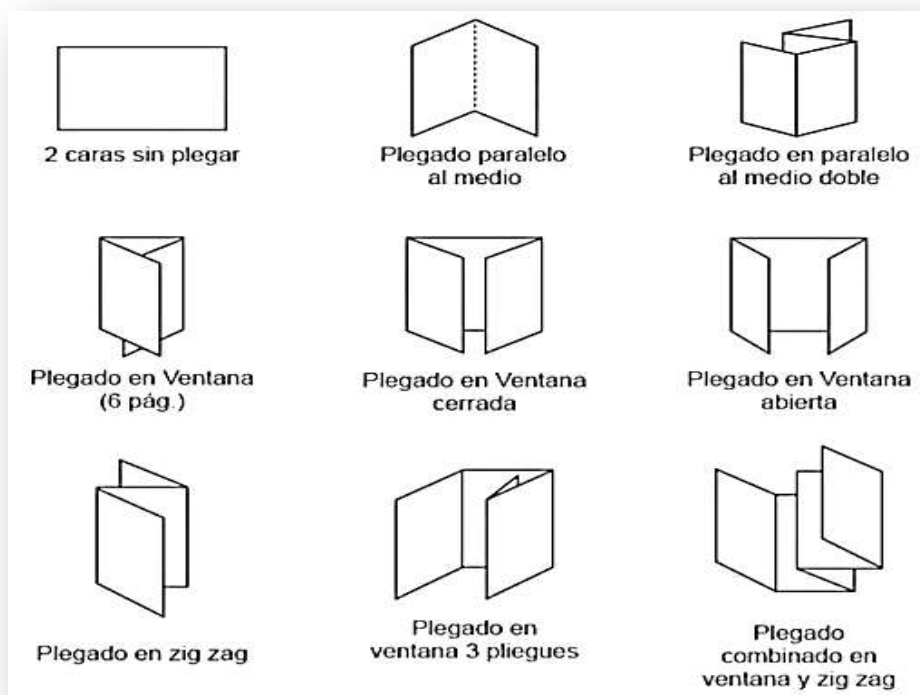 2 caras sin plegar
Plegado paralelo
al medio
Plegado en paralelo
al medio doble
Plegado en Ventana
(6 pág.)
Plegado en Ventana
cerrada
Plegado en Ventana
abierta
Plegado en zig zag
Plegado en
ventana 3 pliegues
Plegado
combinado en
ventana y zig zag